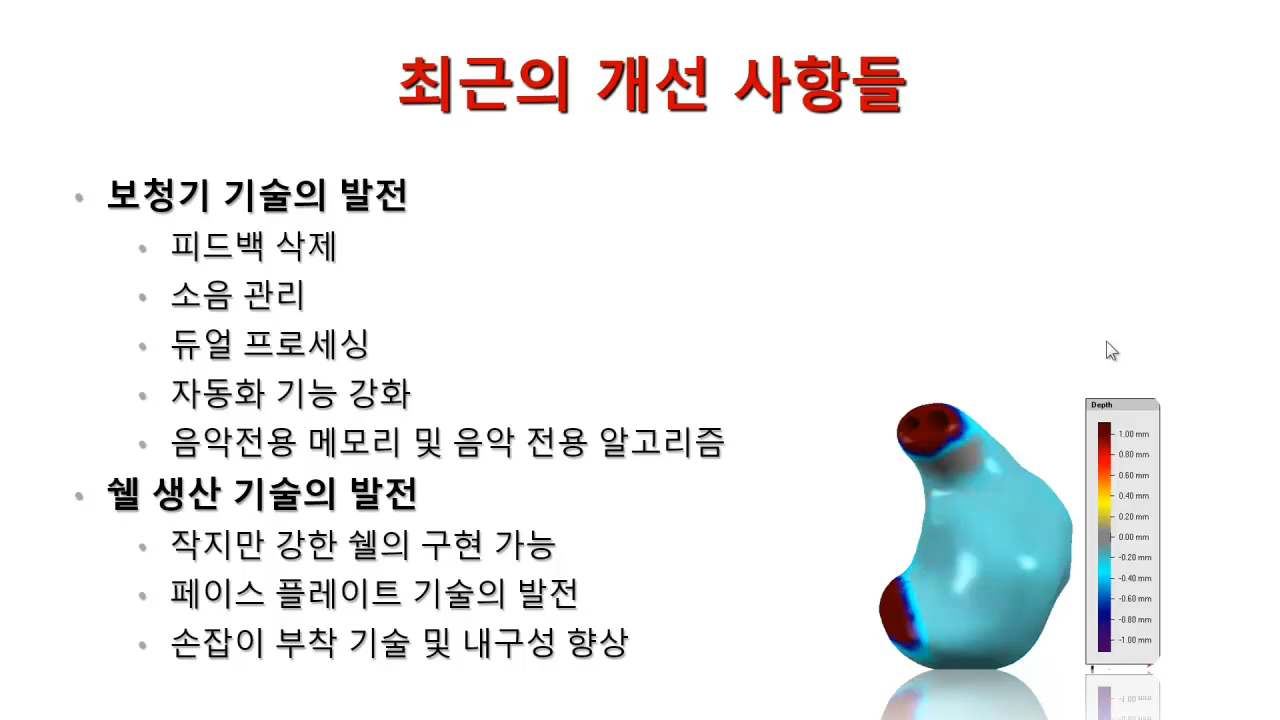 최근의 개선 사항들
보청기 기술의 발전
피드백 삭제
소음 관리
듀얼 프로세싱
자동화 기능 강화
음악전용 메모리 및 음악 전용 알고리즘
쉘 생산 기술의 발전
작지만 강한 쉘의 구현 가능
페이스 플레이트 기술의 발전
손잡이 부착 기술 및 내구성 향상
Depth
1.00 mm
0.80 mm
0.60 mm
0.40 mm
0.20 mm
0.00 mm
-0.20 mm
-0.40 mm
-0.60 mm
-0.80 mm
-1.00 mm